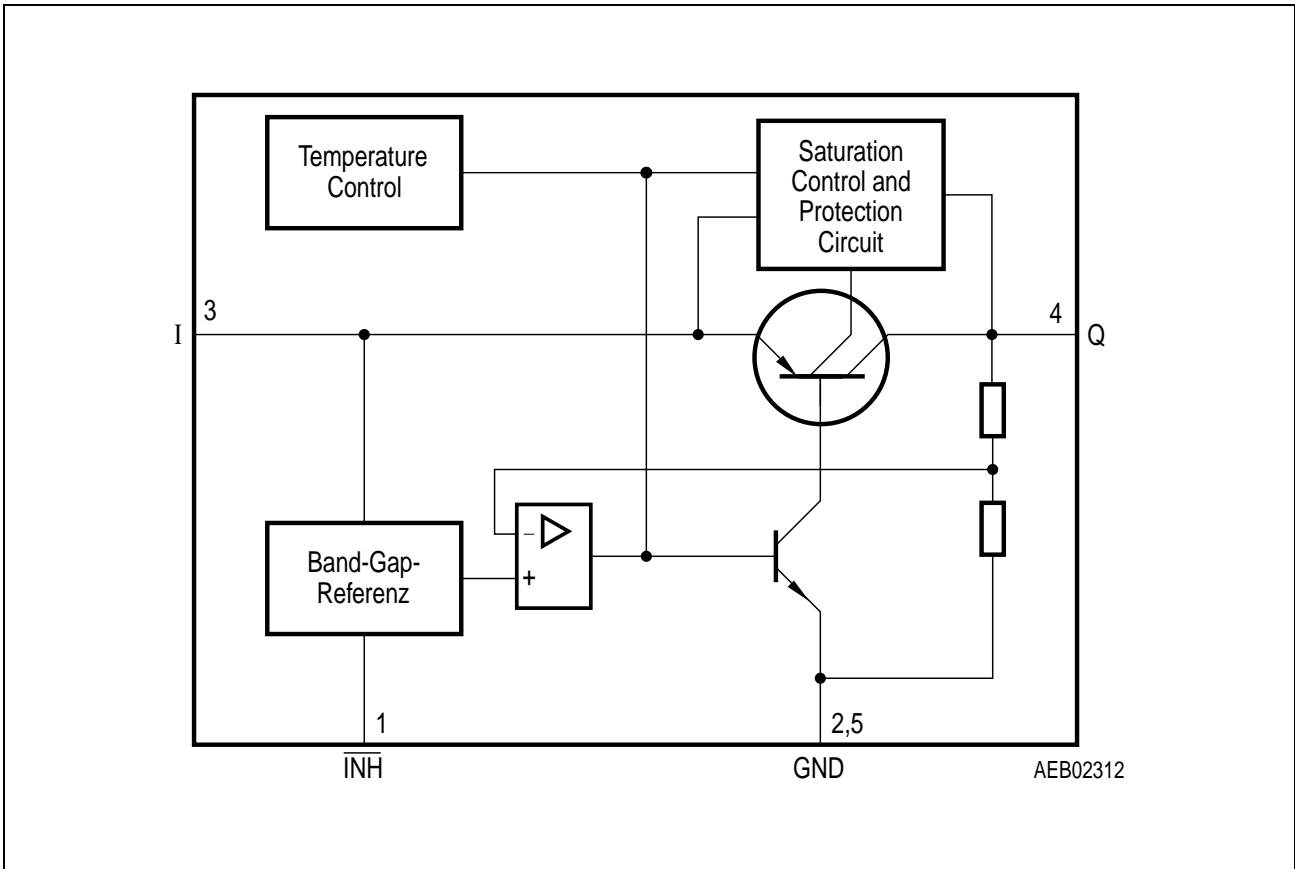 Temperature
Control
Saturation
Control and
Protection
Circuit
I
3
4
Q
Band-Gap-
Referenz
−
+
1
2,5
INH
GND
AEB02312